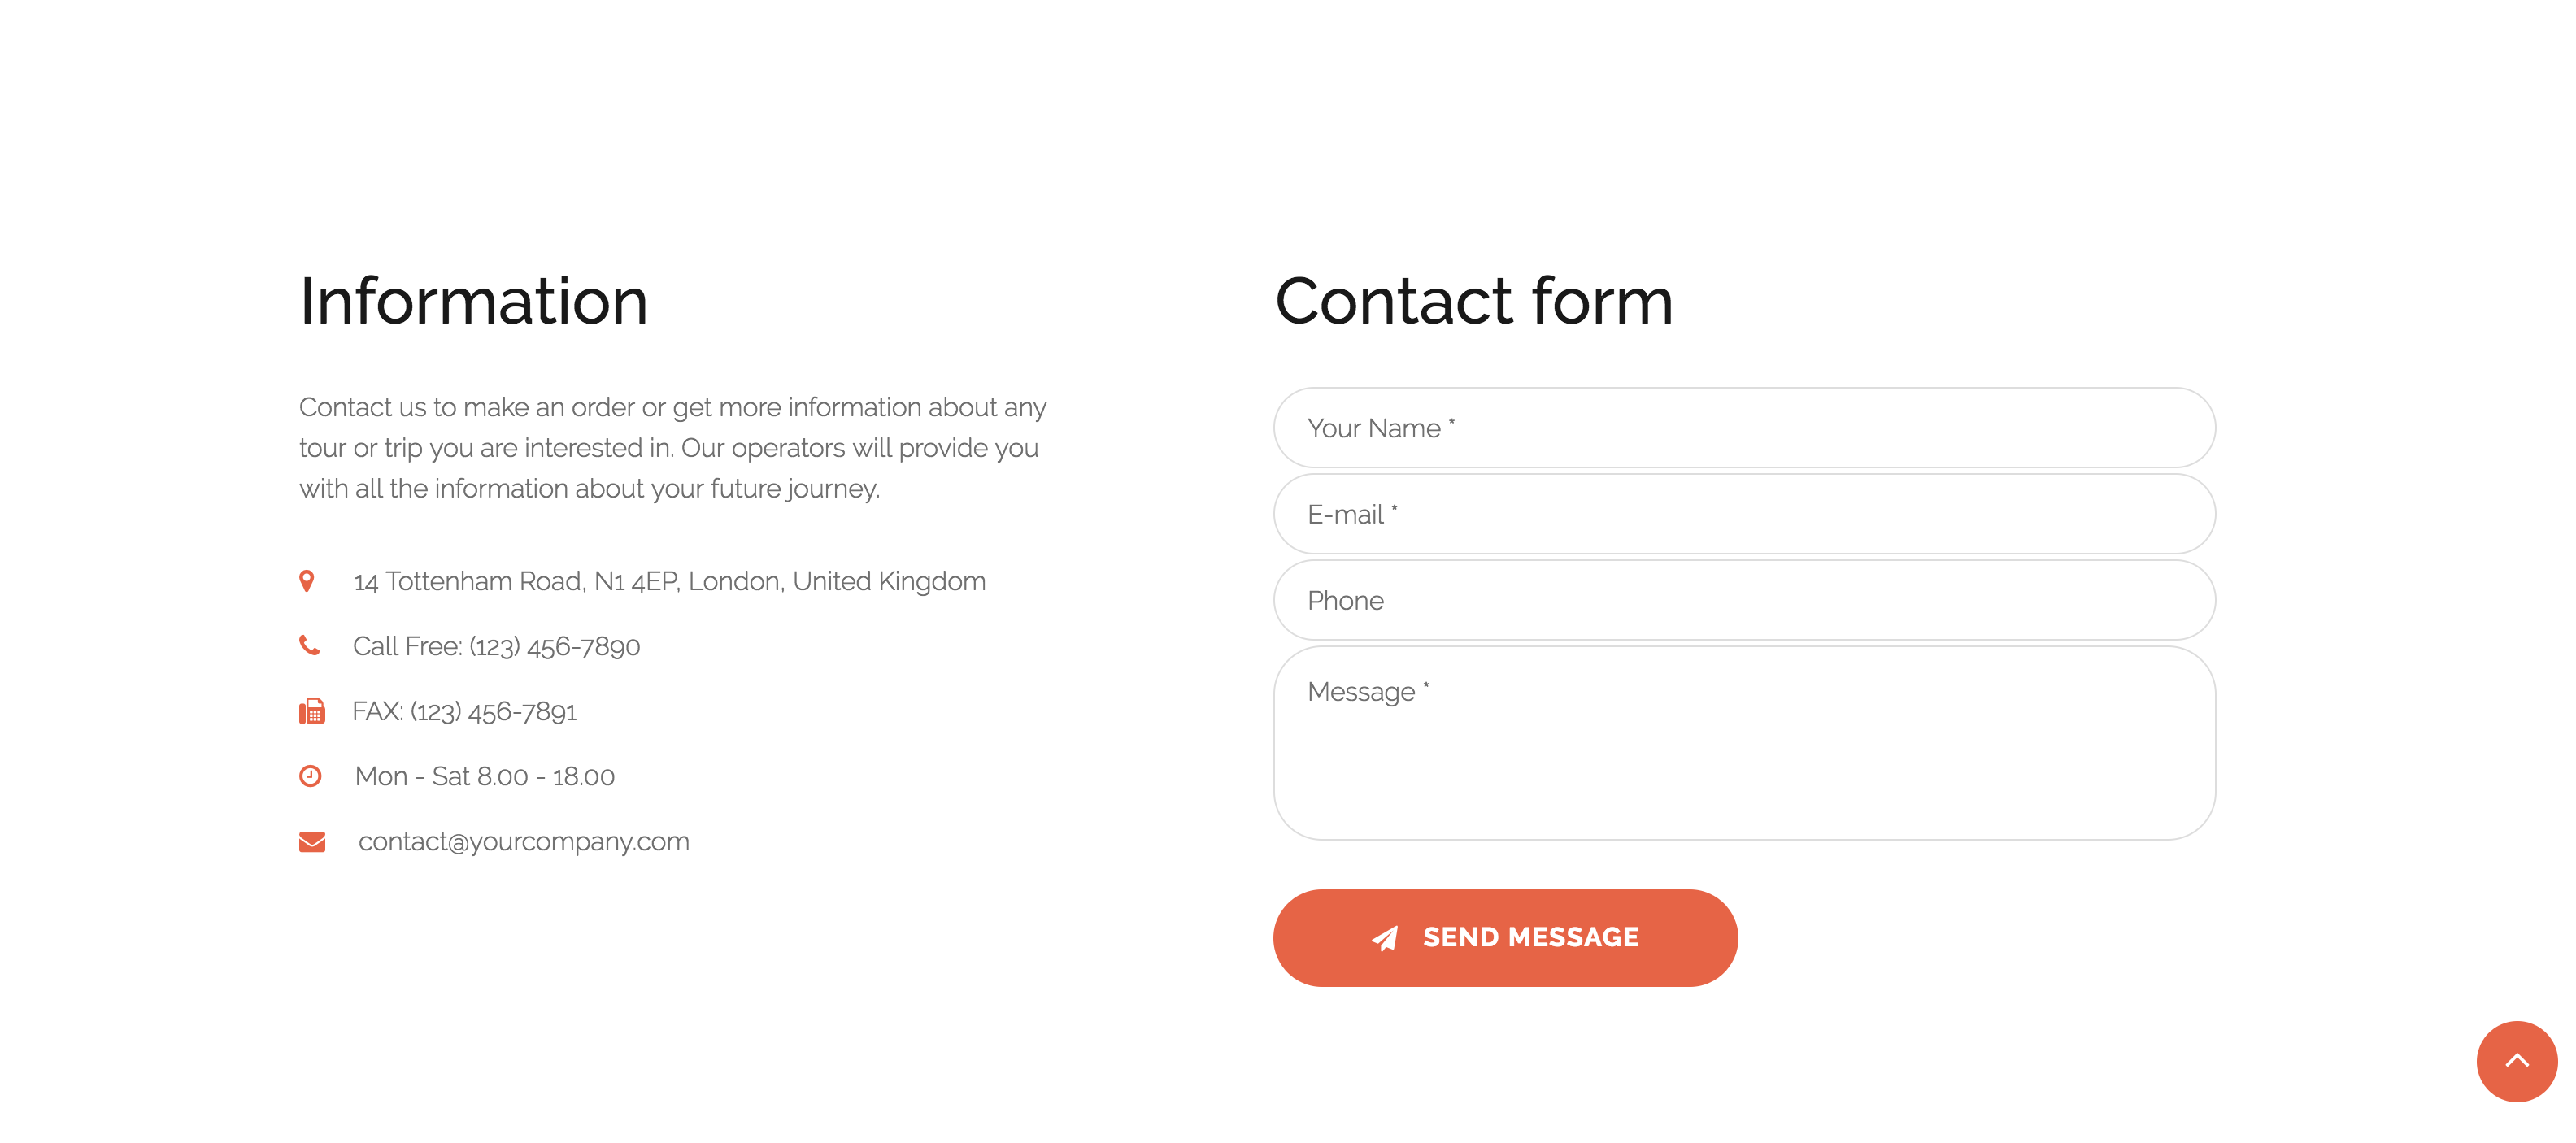 Information
Contact us to make an order or get more information about any
tour or trip you are interested in. Our operators will provide you
with all the information about your future journey.
14 Tottenham Road, N1 4EP, London, United Kingdom
Call Free: (123) 456-7890
FAX: (123) 456-7891
Mon - Sat 8.00 - 18.00
contact@yourcompany.com
Contact form
Your Name *
E-mail *
Phone
Message *
SEND MESSAGE